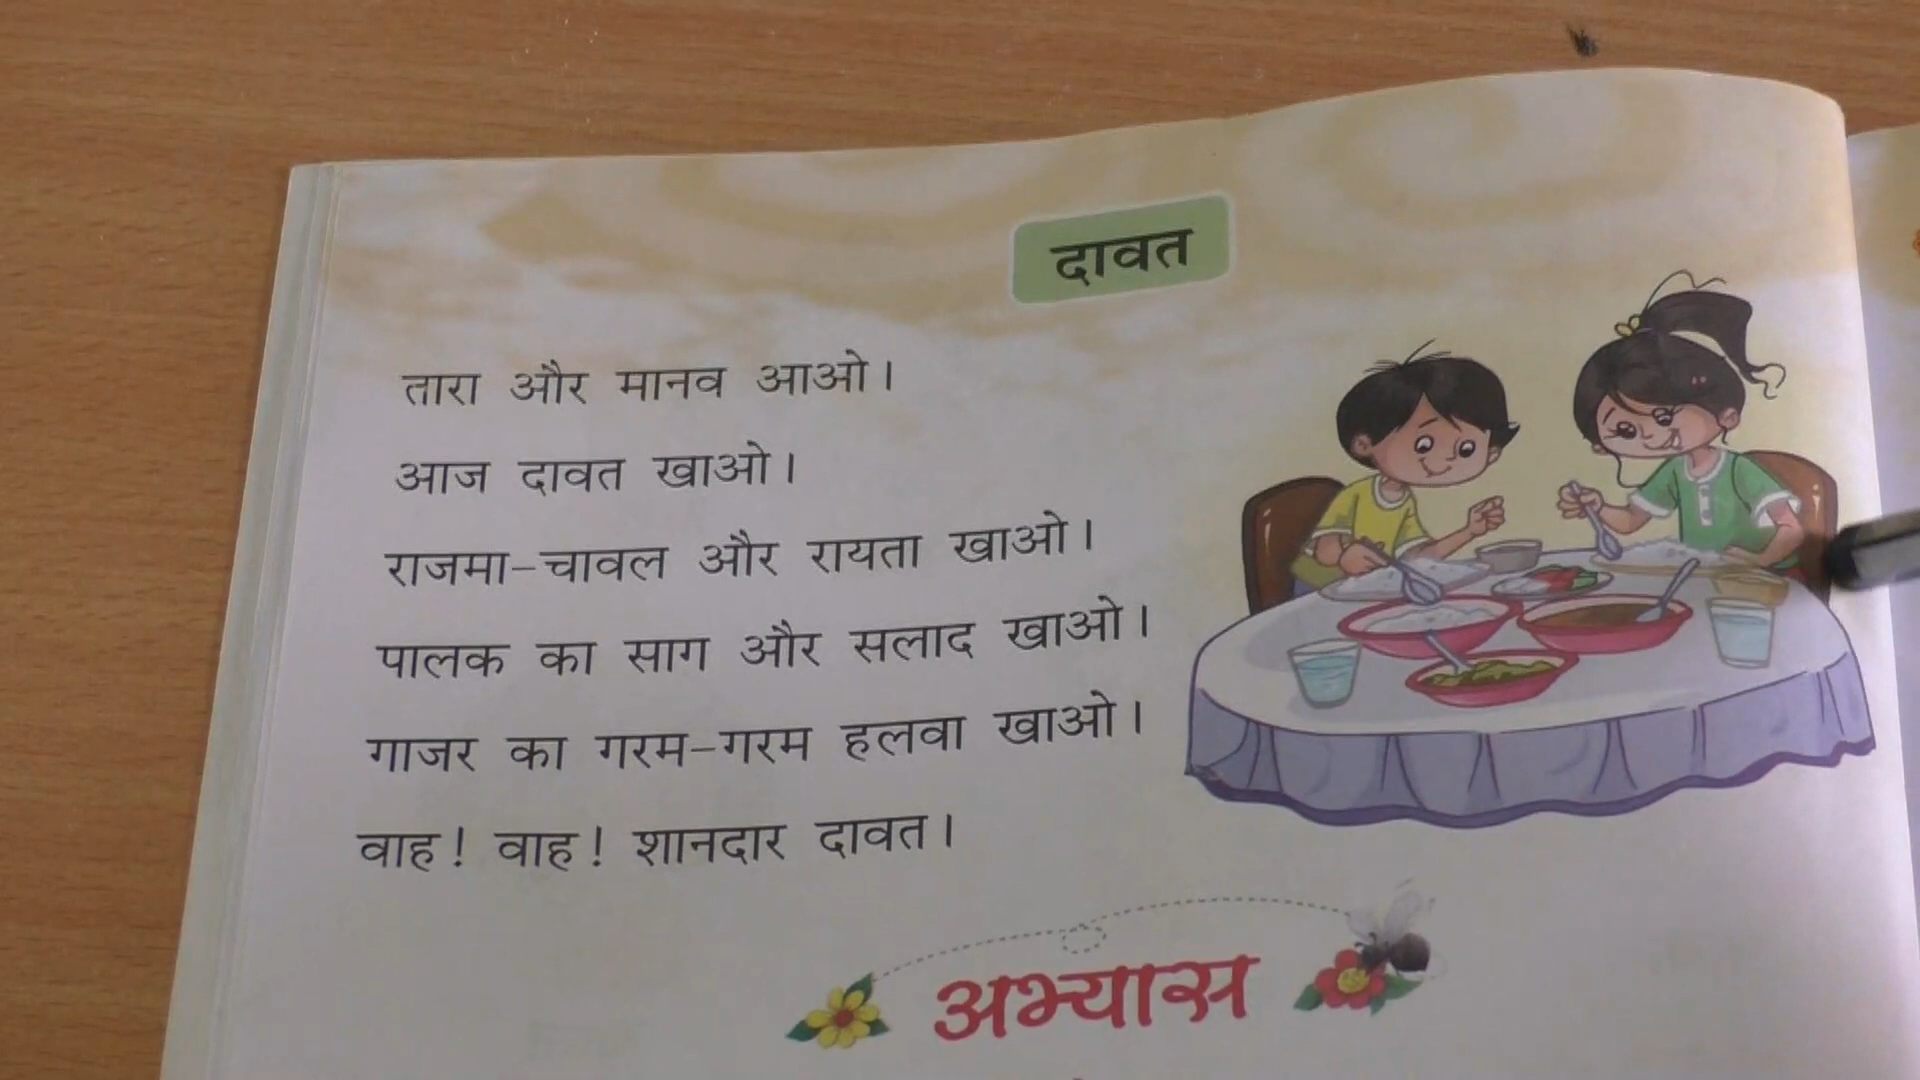 दावत
तारा और मानव आओ।
आज दावत खाओ।
राजमा-चावल और रायता खाओ।
पालक का साग और सलाद खाओ।
गाजर का गरम-गरम हलवा खाओ।
वाह! वाह! शानदार दावत।
अभ्यास